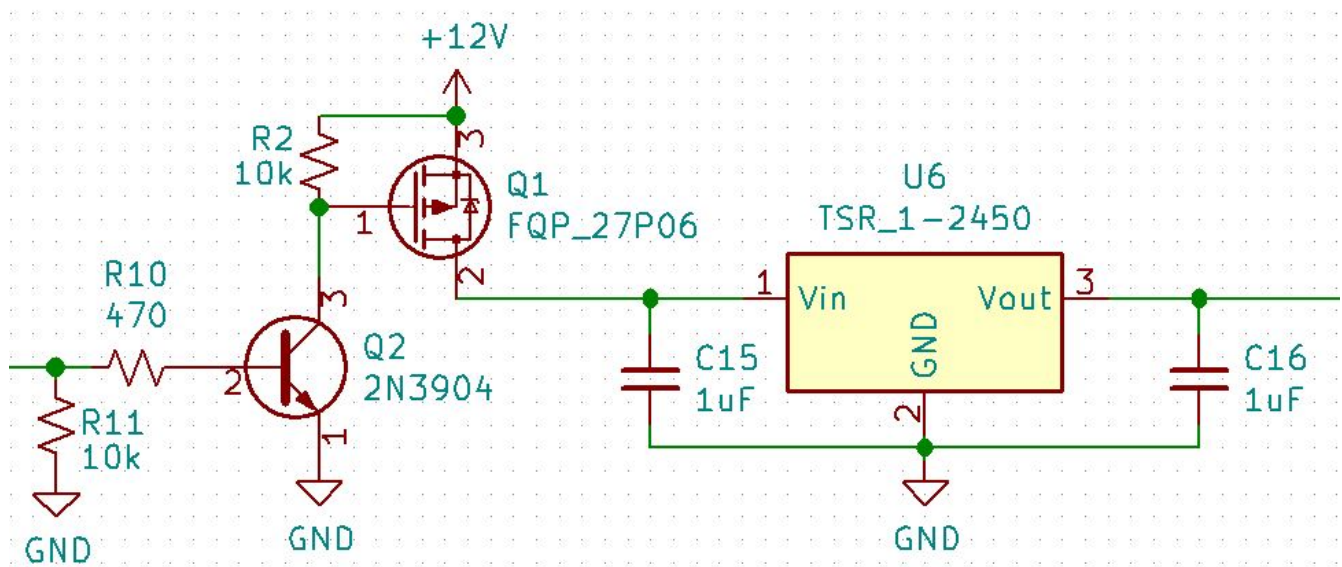 +12V
R2
10k
3
1
Q1
FQP_27P06
2
R10
470
3
2
Q2
2N3904
1
R11
10k
GND
GND
U6
TSR_1-2450
1
Vin
Vout
3
GND
2
C15
1uF
C16
1uF
GND